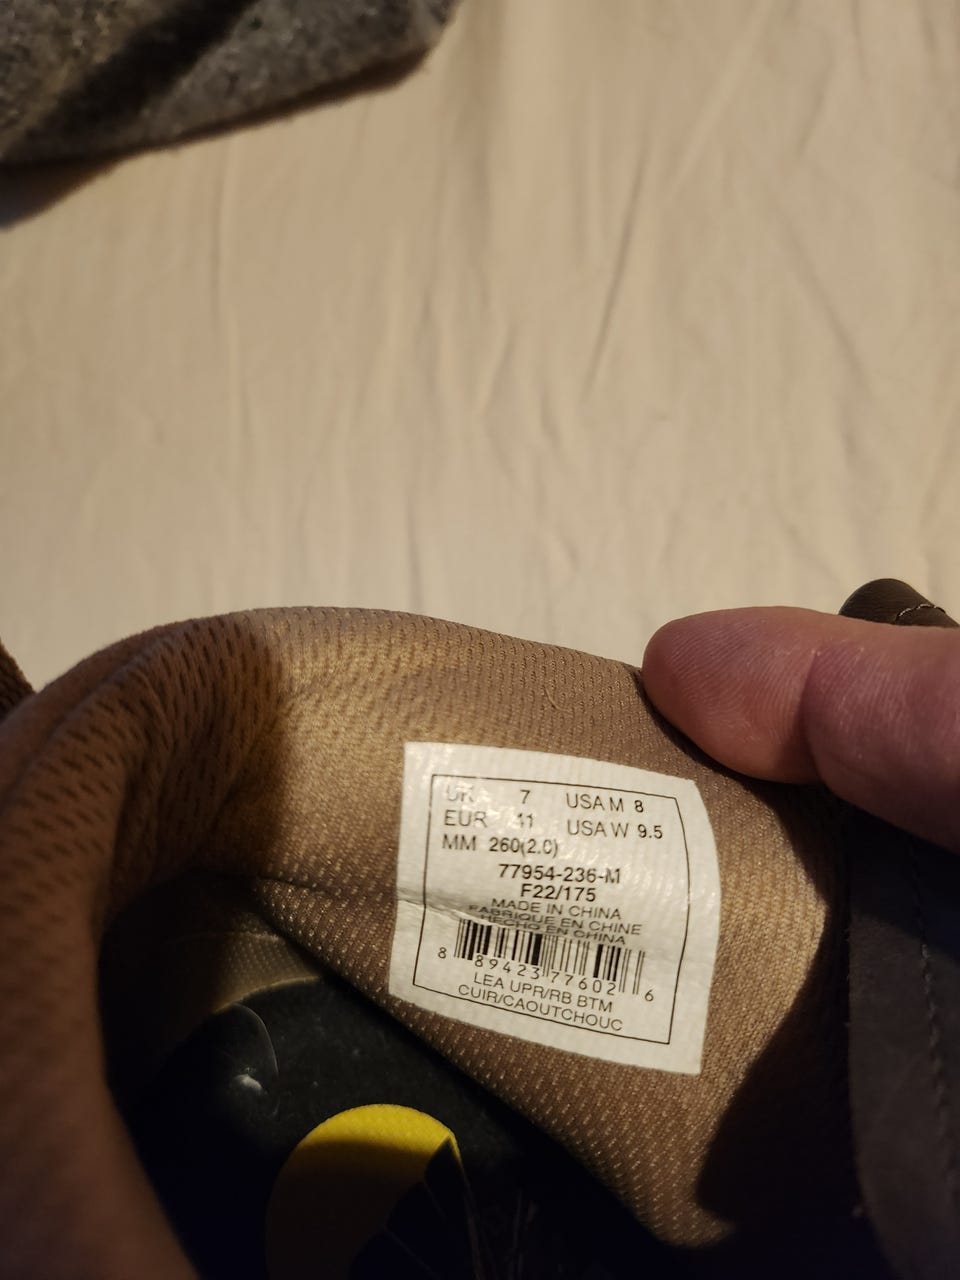 UK 7 USA M 8
EUR 41 USA W 9.5
MM 260(2.0)
77954-236-M
F22/175
MADE IN CHINA
FABRIQUE EN CHINE
HECHO EN CHINA
8 89423 77602 6
LEA UPR/RB BTM
CUIR/CAOUTCHOUC